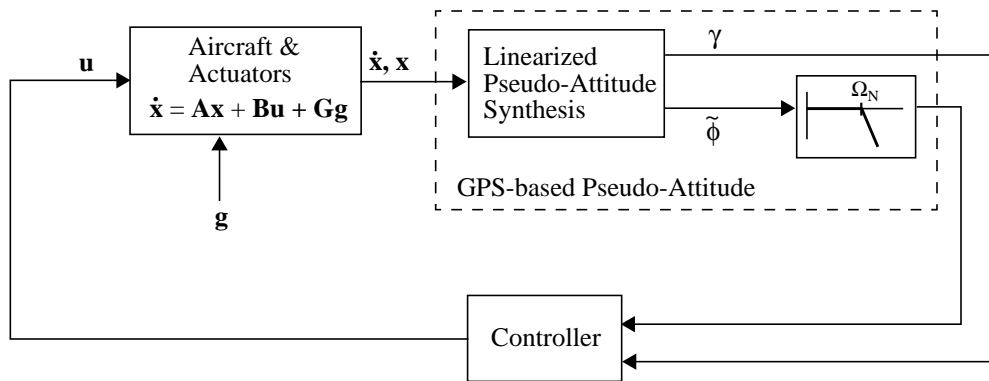 u
Aircraft &
Actuators
ẋ = Ax + Bu + Gg
g
ẋ, x
Linearized
Pseudo-Attitude
Synthesis
γ
Ω_N
φ̃
GPS-based Pseudo-Attitude
Controller